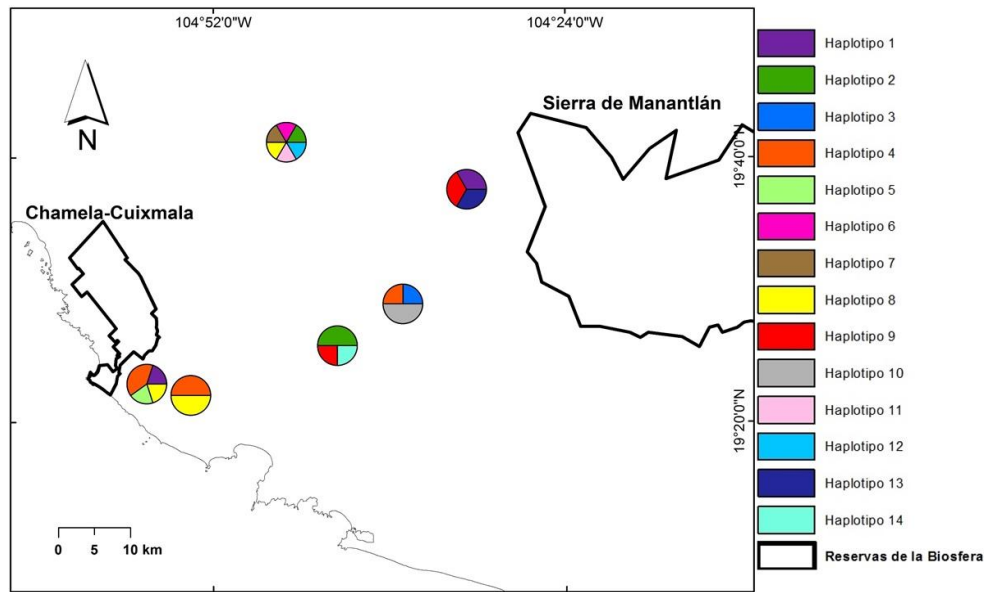 104°52'0"W
104°24'0"W
N
Sierra de Manantlán
19°40'0"N
Chamela-Cuixmala
19°20'0"N
0 5 10 km
Haplotipo 1
Haplotipo 2
Haplotipo 3
Haplotipo 4
Haplotipo 5
Haplotipo 6
Haplotipo 7
Haplotipo 8
Haplotipo 9
Haplotipo 10
Haplotipo 11
Haplotipo 12
Haplotipo 13
Haplotipo 14
Reservas de la Biosfera